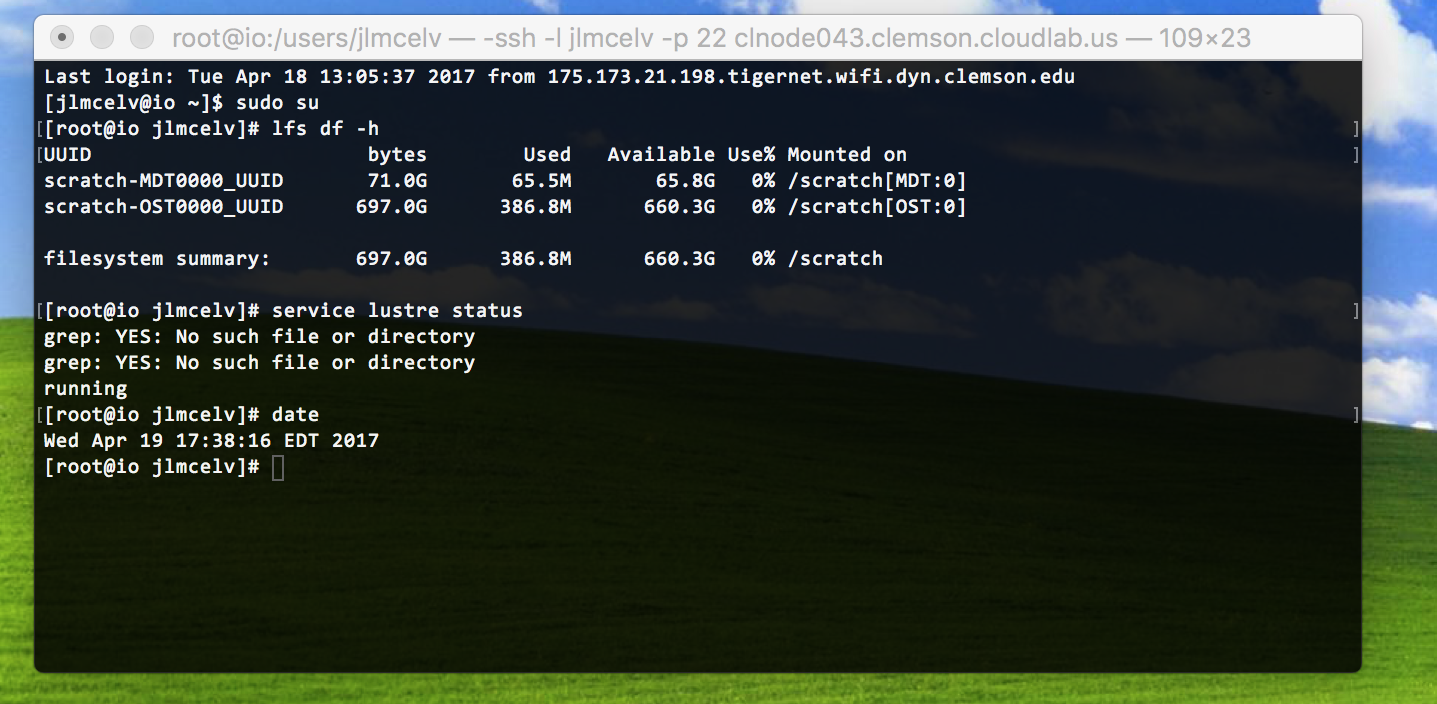 root@io:/users/jlmcelv — -ssh -l jlmcelv -p 22 clnode043.clemson.cloudlab.us — 109×23
Last login: Tue Apr 18 13:05:37 2017 from 175.173.21.198.tigernet.wifi.dyn.clemson.edu
[jlmcelv@io ~]$ sudo su
[[root@io jlmcelv]# lfs df -h ]
[UUID bytes Used Available Use% Mounted on ]
scratch-MDT0000_UUID 71.0G 65.5M 65.8G 0% /scratch[MDT:0]
scratch-OST0000_UUID 697.0G 386.8M 660.3G 0% /scratch[OST:0]
filesystem summary: 697.0G 386.8M 660.3G 0% /scratch
[[root@io jlmcelv]# service lustre status ]
grep: YES: No such file or directory
grep: YES: No such file or directory
running
[[root@io jlmcelv]# date ]
Wed Apr 19 17:38:16 EDT 2017
[root@io jlmcelv]#